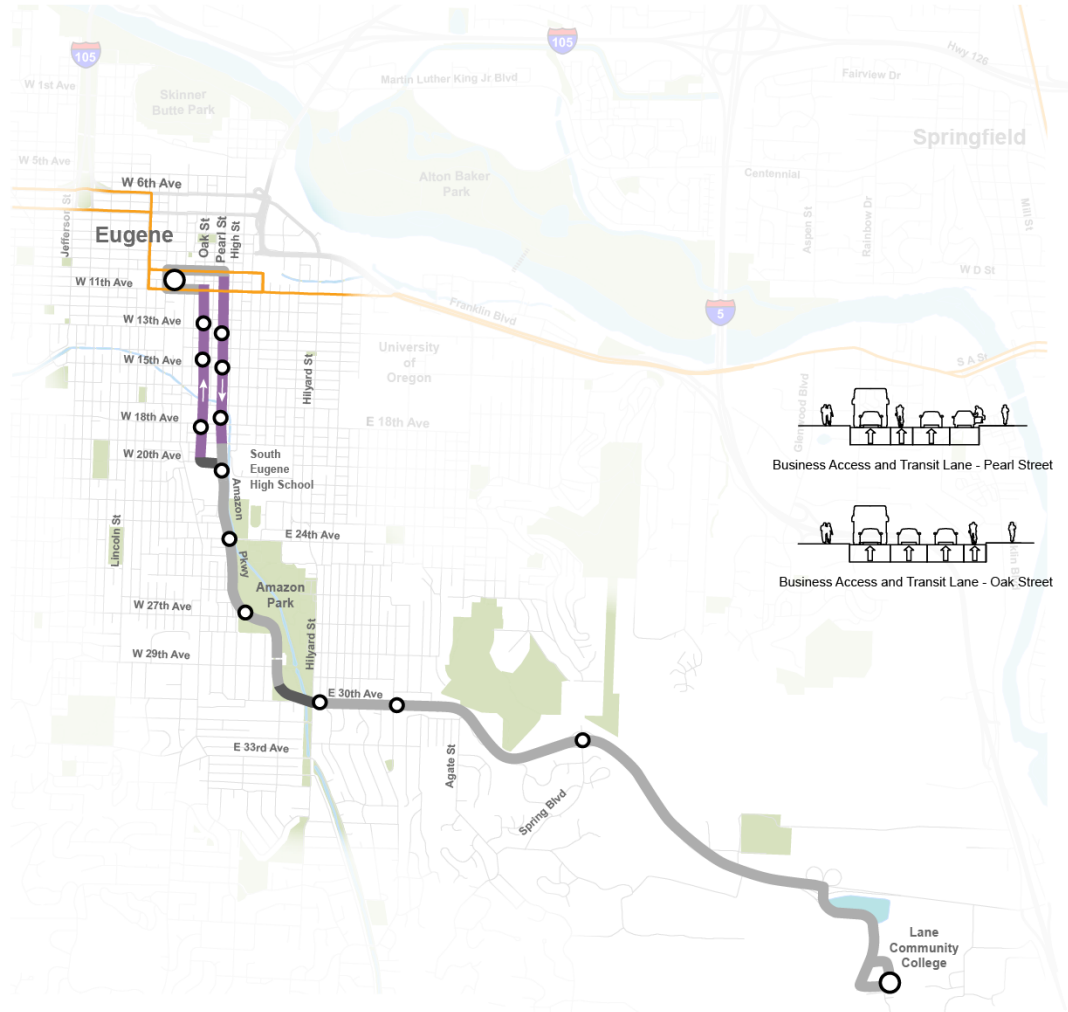 105
105
Hwy 126
Martin Luther King Jr Blvd
Fairview Dr
W 1st Ave
Skinner
Butte Park
Springfield
W 5th Ave
Alton Baker
Park
Centennial
W 6th Ave
Jefferson St
Eugene
Oak St
Pearl St
High St
Aspen St
Rainbow Dr
Mill St
W D St
W 11th Ave
Franklin Blvd
5
W 13th Ave
University
of
Oregon
W 15th Ave
Hilyard St
S A St
W 18th Ave
E 18th Ave
Glenwood Blvd
W 20th Ave
South
Eugene
High School
Business Access and Transit Lane - Pearl Street
Amazon
Pkwy
Lincoln St
E 24th Ave
klin Blvd
Business Access and Transit Lane - Oak Street
Amazon
Park
W 27th Ave
Hilyard St
W 29th Ave
E 30th Ave
E 33rd Ave
Agate St
Spring Blvd
Lane
Community
College